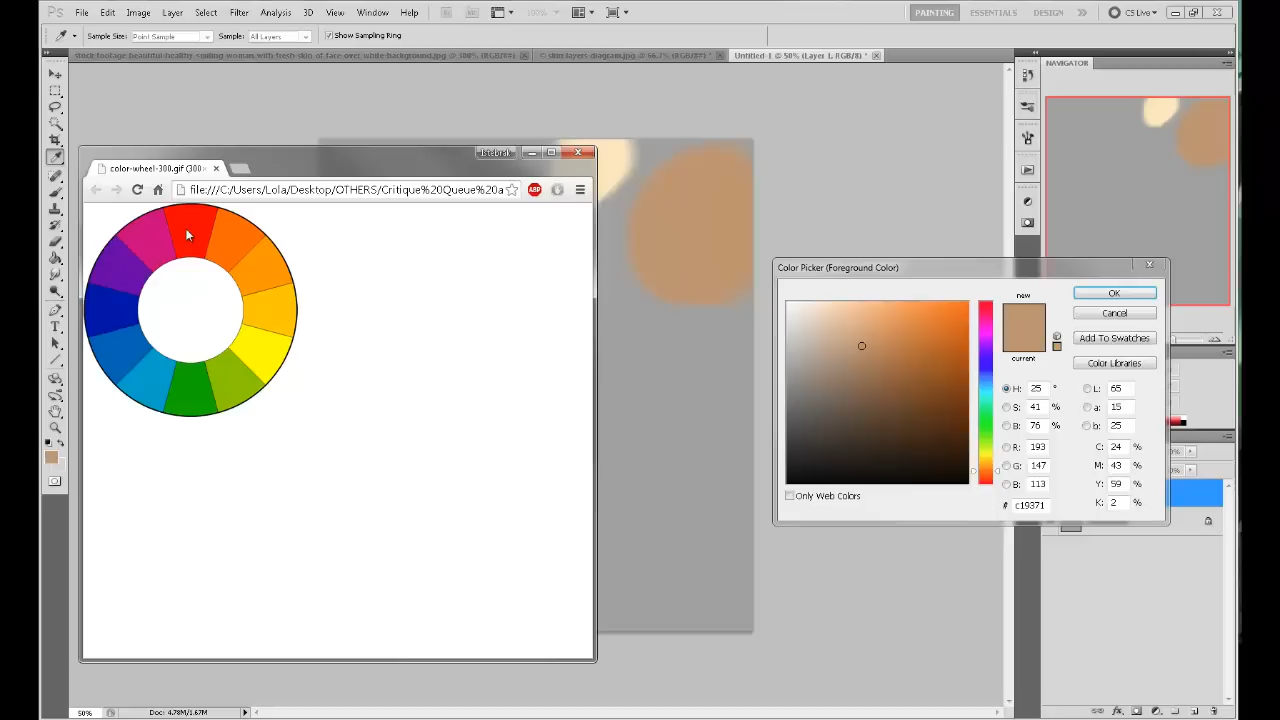 Ps File Edit Image Layer Select Filter Analysis 3D View Window Help 100% PAINTING ESSENTIALS DESIGN CS Live
Sample Size: Point Sample Sample: All Layers Show Sampling Ring
stock-footage-beautiful-healthy-smiling-woman-with-fresh-skin-of-face-over-white-background.jpg @ 300% (RGB/8#) skin-layers-diagram.jpg @ 66.7% (RGB/8#) * Untitled-1 @ 50% (Layer 1, RGB/8) *
NAVIGATOR
color-wheel-300.gif (300×
file:///C:/Users/Lola/Desktop/OTHERS/Critique%20Queue%20a
ABP
Color Picker (Foreground Color)
new
current
OK
Cancel
Add To Swatches
Color Libraries
H: 25 ° L: 65
S: 41 % a: 15
B: 76 % b: 25
R: 193 C: 24 %
G: 147 M: 43 %
B: 113 Y: 59 %
# c19371 K: 2 %
Only Web Colors
T
50% Doc: 4.78M/1.67M